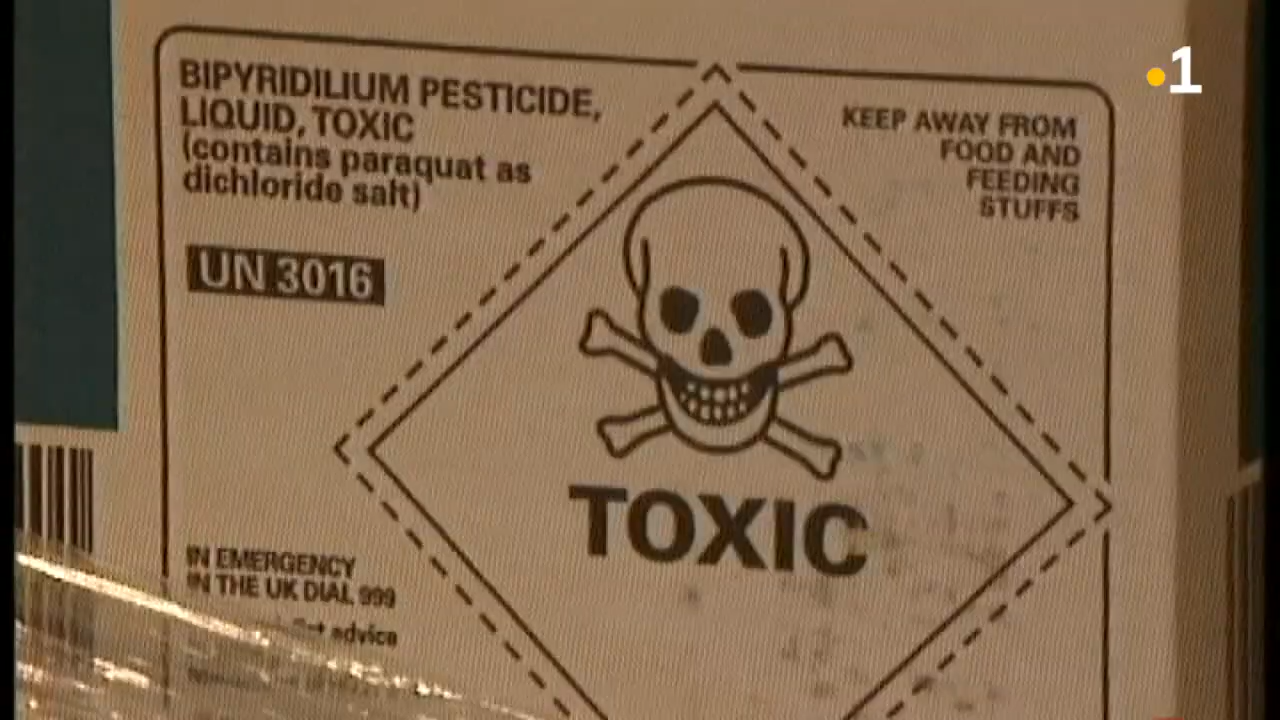 BIPYRIDILIUM PESTICIDE,
LIQUID, TOXIC
(contains paraquat as
dichloride salt)
UN 3016
KEEP AWAY FROM
FOOD AND
FEEDING
STUFFS
TOXIC
IN EMERGENCY
IN THE UK DIAL 999
advice
1